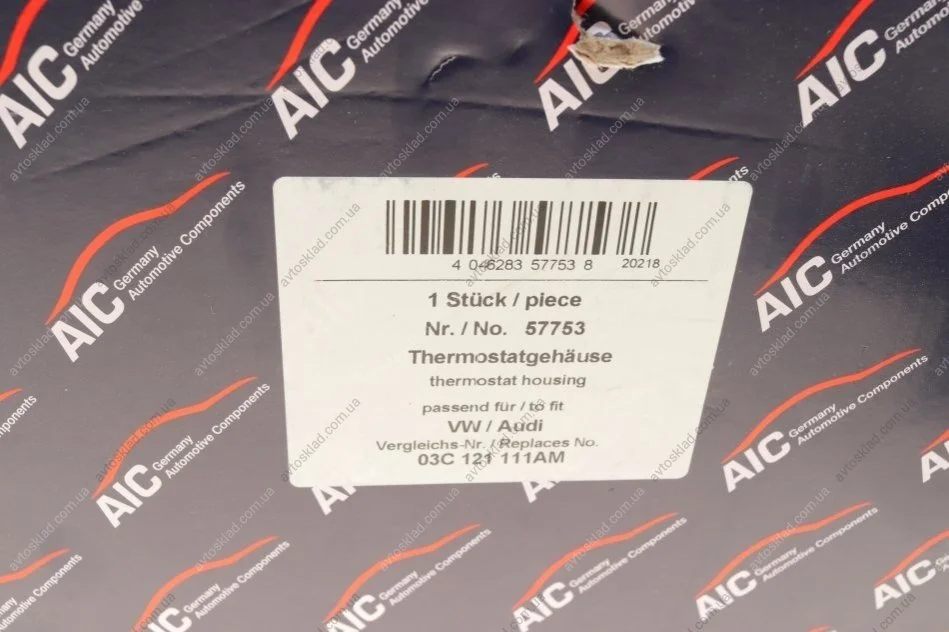 AIC Germany
Automotive Components
4 046283 57753 8 20218
1 Stück / piece
Nr. / No. 57753
Thermostatgehäuse
thermostat housing
passend für / to fit
VW / Audi
Vergleichs-Nr. / Replaces No.
03C 121 111AM
avtosklad.com.ua